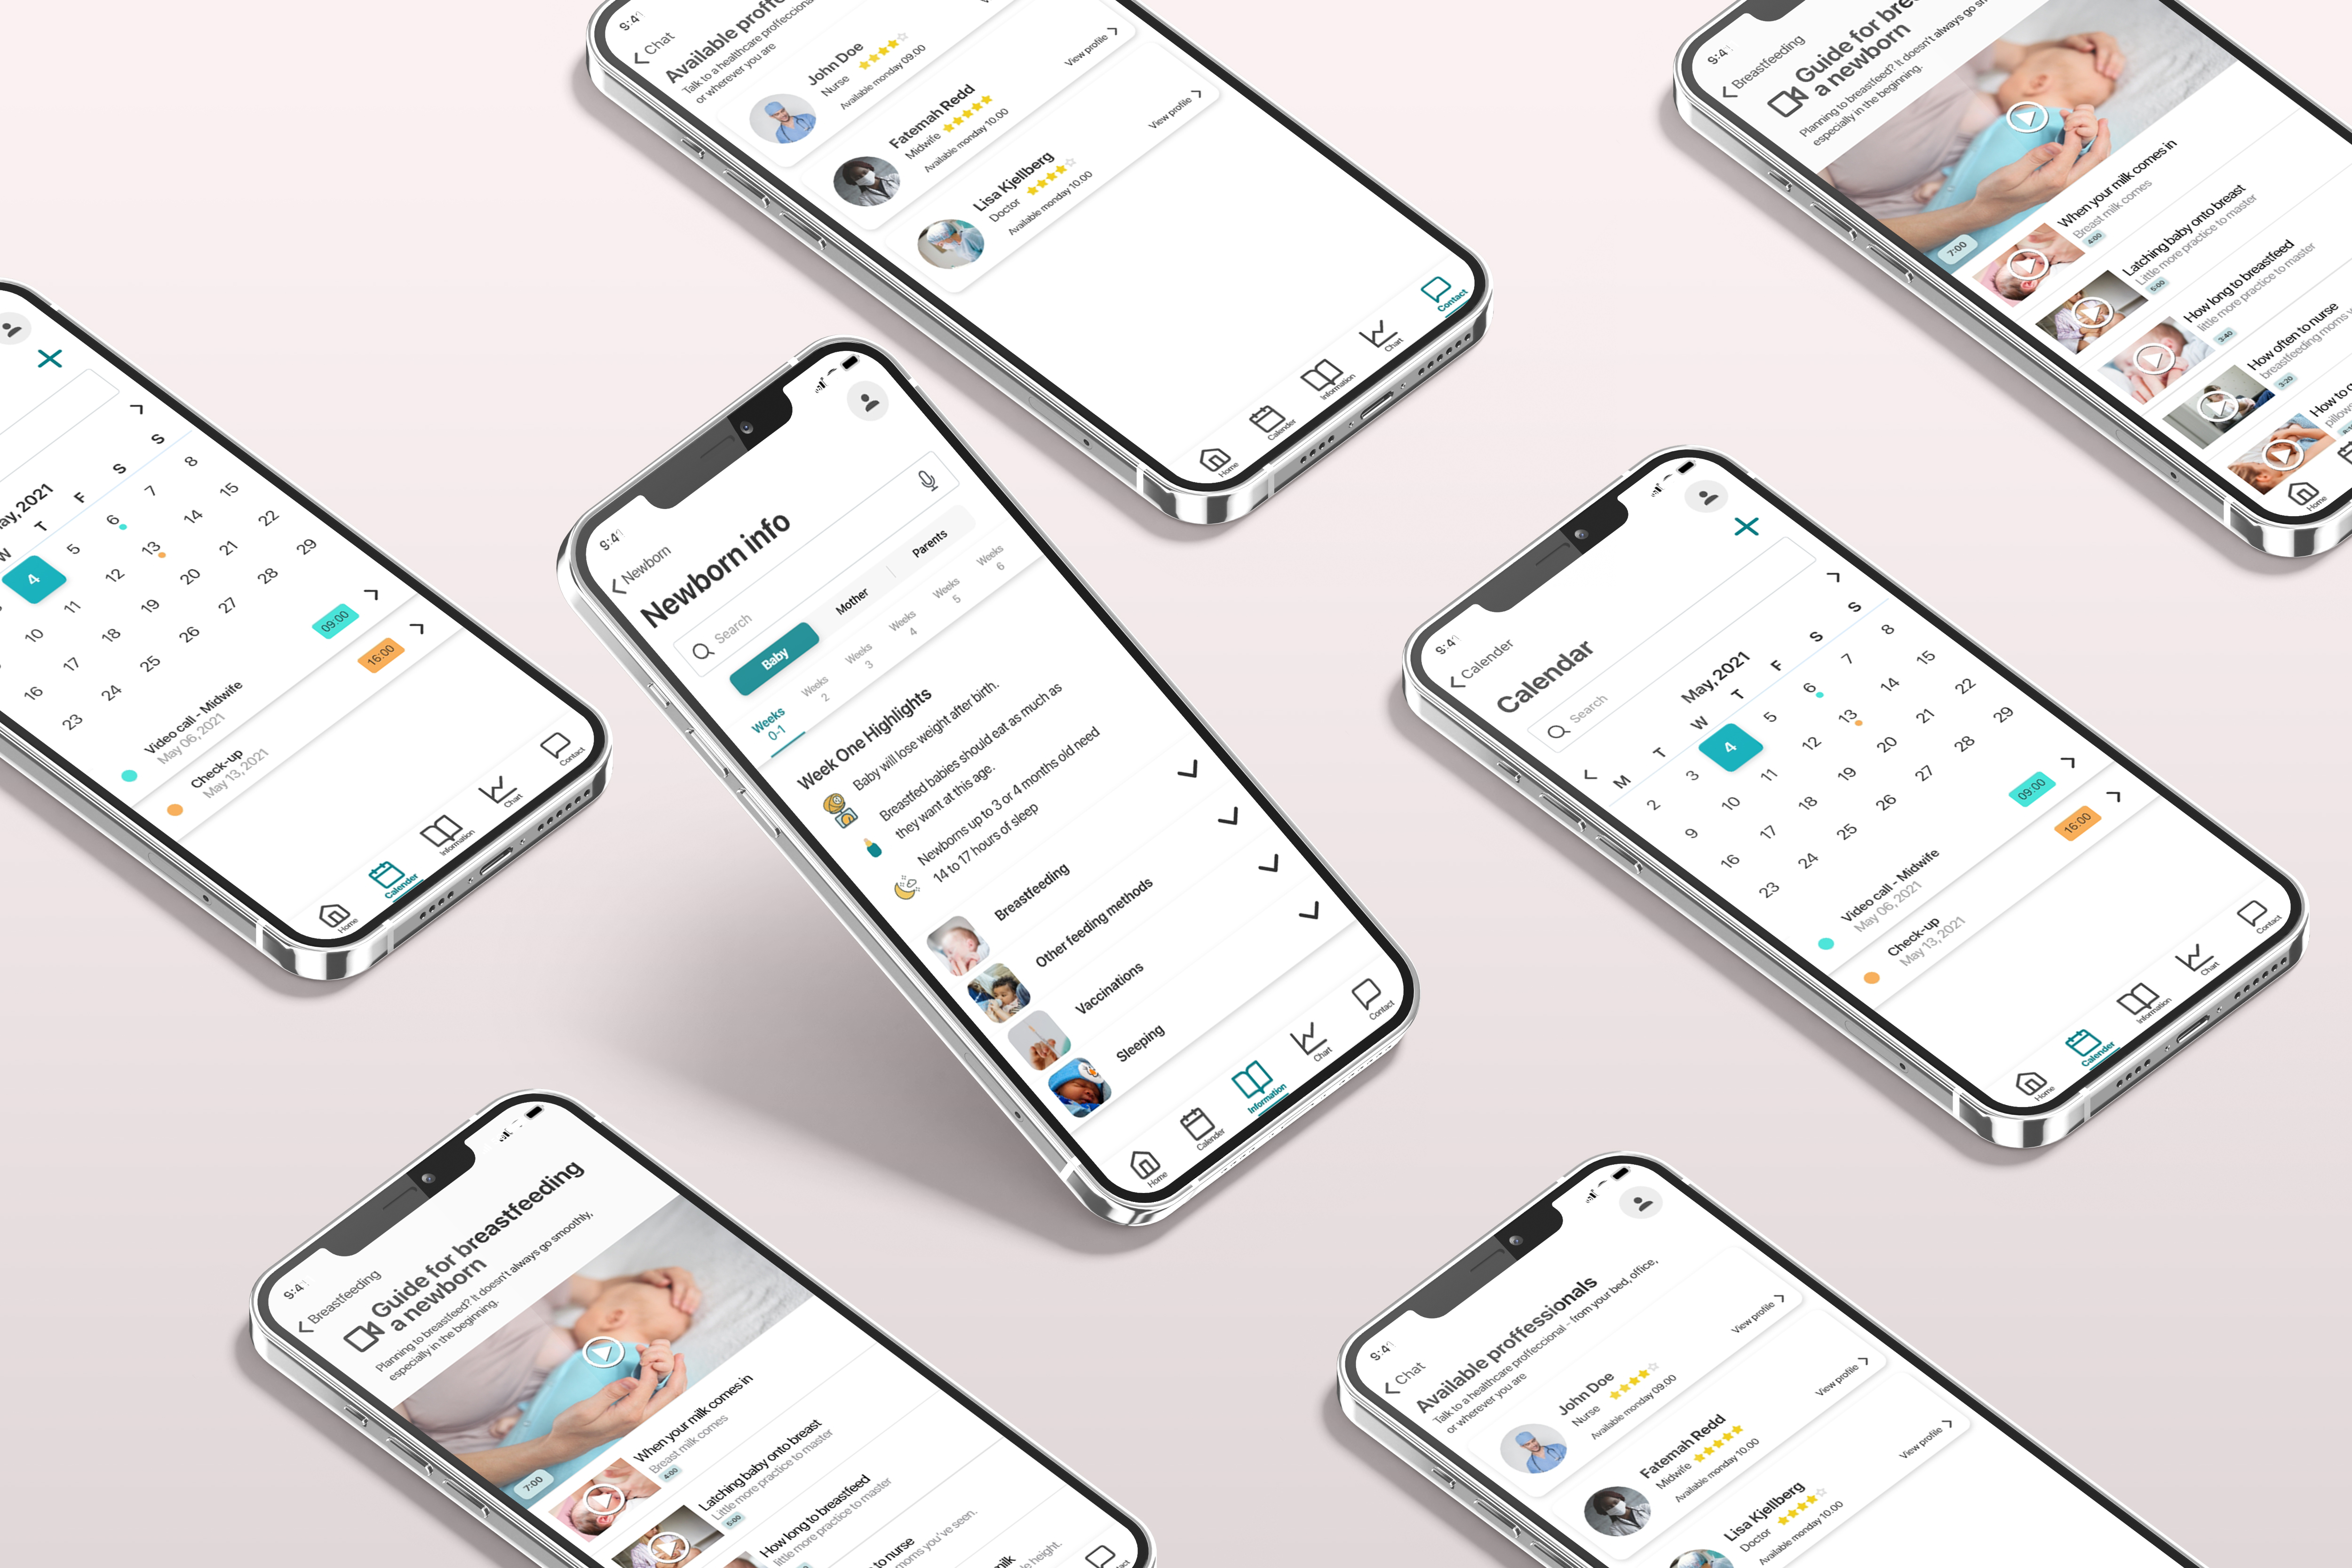 9:41
Chat
Available proffe
Talk to a healthcare proffecciona
or wherever you are
John Doe
Nurse
Available monday 09.00
View profile
Fatemah Redd
Midwife
Available monday 10.00
View profile
Lisa Kjellberg
Doctor
Available monday 10.00
Home
Calender
Information
Chart
Contact
9:41
Breastfeeding
Guide for brea
a newborn
Planning to breastfeed? It doesn't always go sm
especially in the beginning.
7:00
When your milk comes in
Breast milk comes
4:00
Latching baby onto breast
Little more practice to master
5:00
How long to breastfeed
little more practice to master
3:40
How often to nurse
breastfeeding moms
3:20
How to
pillows
Home
May, 2021
W T F S S
4 5 6 7 8
10 11 12 13 14 15
16 17 18 19 20 21 22
23 24 25 26 27 28 29
Video call - Midwife
May 06, 2021
09:00
Check-up
May 13, 2021
16:00
Home
Calender
Information
Chart
Contact
9:41
Newborn
Newborn info
Search
Baby
Mother
Parents
Weeks
0-1
Weeks
2
Weeks
3
Weeks
4
Weeks
5
Weeks
6
Week One Highlights
Baby will lose weight after birth.
Breastfed babies should eat as much as
they want at this age.
Newborns up to 3 or 4 months old need
14 to 17 hours of sleep
Breastfeeding
Other feeding methods
Vaccinations
Sleeping
Home
Calender
Information
Chart
Contact
9:41
Calender
Calendar
Search
May, 2021
M T W T F S S
2 3 4 5 6 7 8
9 10 11 12 13 14 15
16 17 18 19 20 21 22
23 24 25 26 27 28 29
Video call - Midwife
May 06, 2021
09:00
Check-up
May 13, 2021
16:00
Home
Calender
Information
Chart
Contact
9:41
Breastfeeding
Guide for breastfeeding
a newborn
Planning to breastfeed? It doesn't always go smoothly,
especially in the beginning.
7:00
When your milk comes in
Breast milk comes
4:00
Latching baby onto breast
Little more practice to master
5:00
How long to breastfeed
little more practice to master
to nurse
moms you've seen.
milk
height.
9:41
Chat
Available proffessionals
Talk to a healthcare proffeccional - from your bed, office,
or wherever you are
John Doe
Nurse
Available monday 09.00
View profile
Fatemah Redd
Midwife
Available monday 10.00
View profile
Lisa Kjellberg
Doctor
Available monday 10.00
View profile